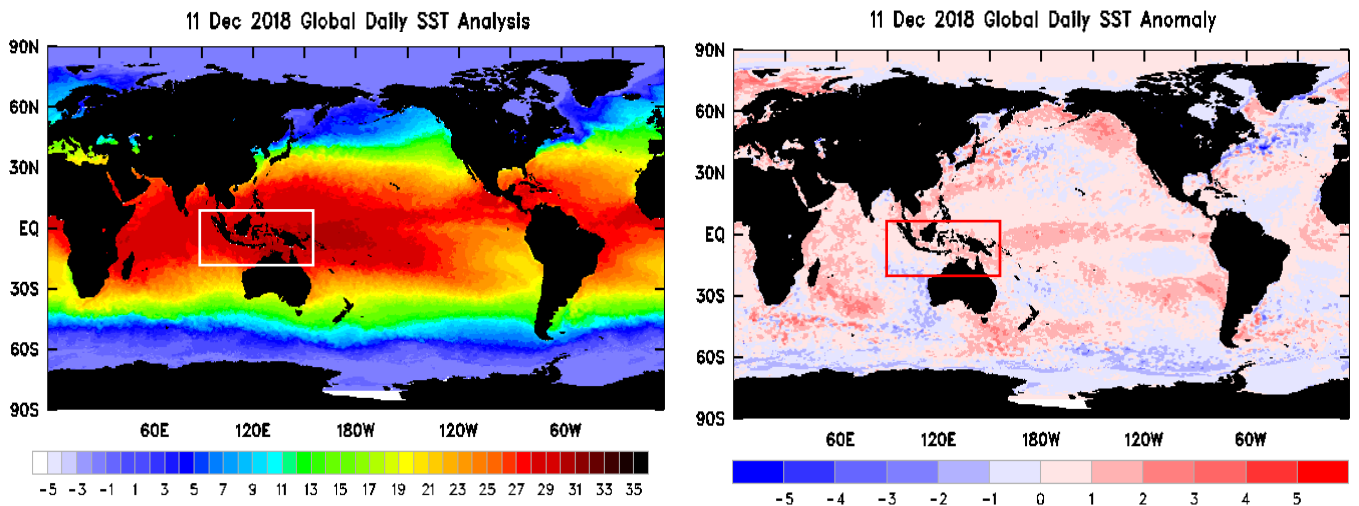 11 Dec 2018 Global Daily SST Analysis
90N
60N
30N
EQ
30S
60S
90S
60E 120E 180W 120W 60W
-5 -3 -1 1 3 5 7 9 11 13 15 17 19 21 23 25 27 29 31 33 35
11 Dec 2018 Global Daily SST Anomaly
90N
60N
30N
EQ
30S
60S
90S
60E 120E 180W 120W 60W
-5 -4 -3 -2 -1 0 1 2 3 4 5